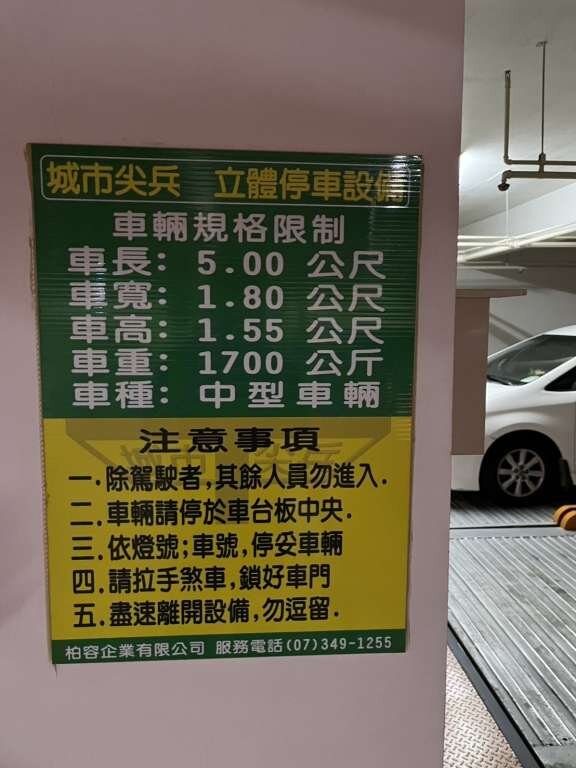 城市尖兵 立體停車設備
車輛規格限制
車長: 5.00 公尺
車寬: 1.80 公尺
車高: 1.55 公尺
車重: 1700 公斤
車種: 中型車輛
注意事項
一.除駕駛者,其餘人員勿進入.
二.車輛請停於車台板中央.
三.依燈號;車號,停妥車輛
四.請拉手煞車,鎖好車門
五.盡速離開設備,勿逗留.
城市尖兵
柏容企業有限公司 服務電話(07)349-1255